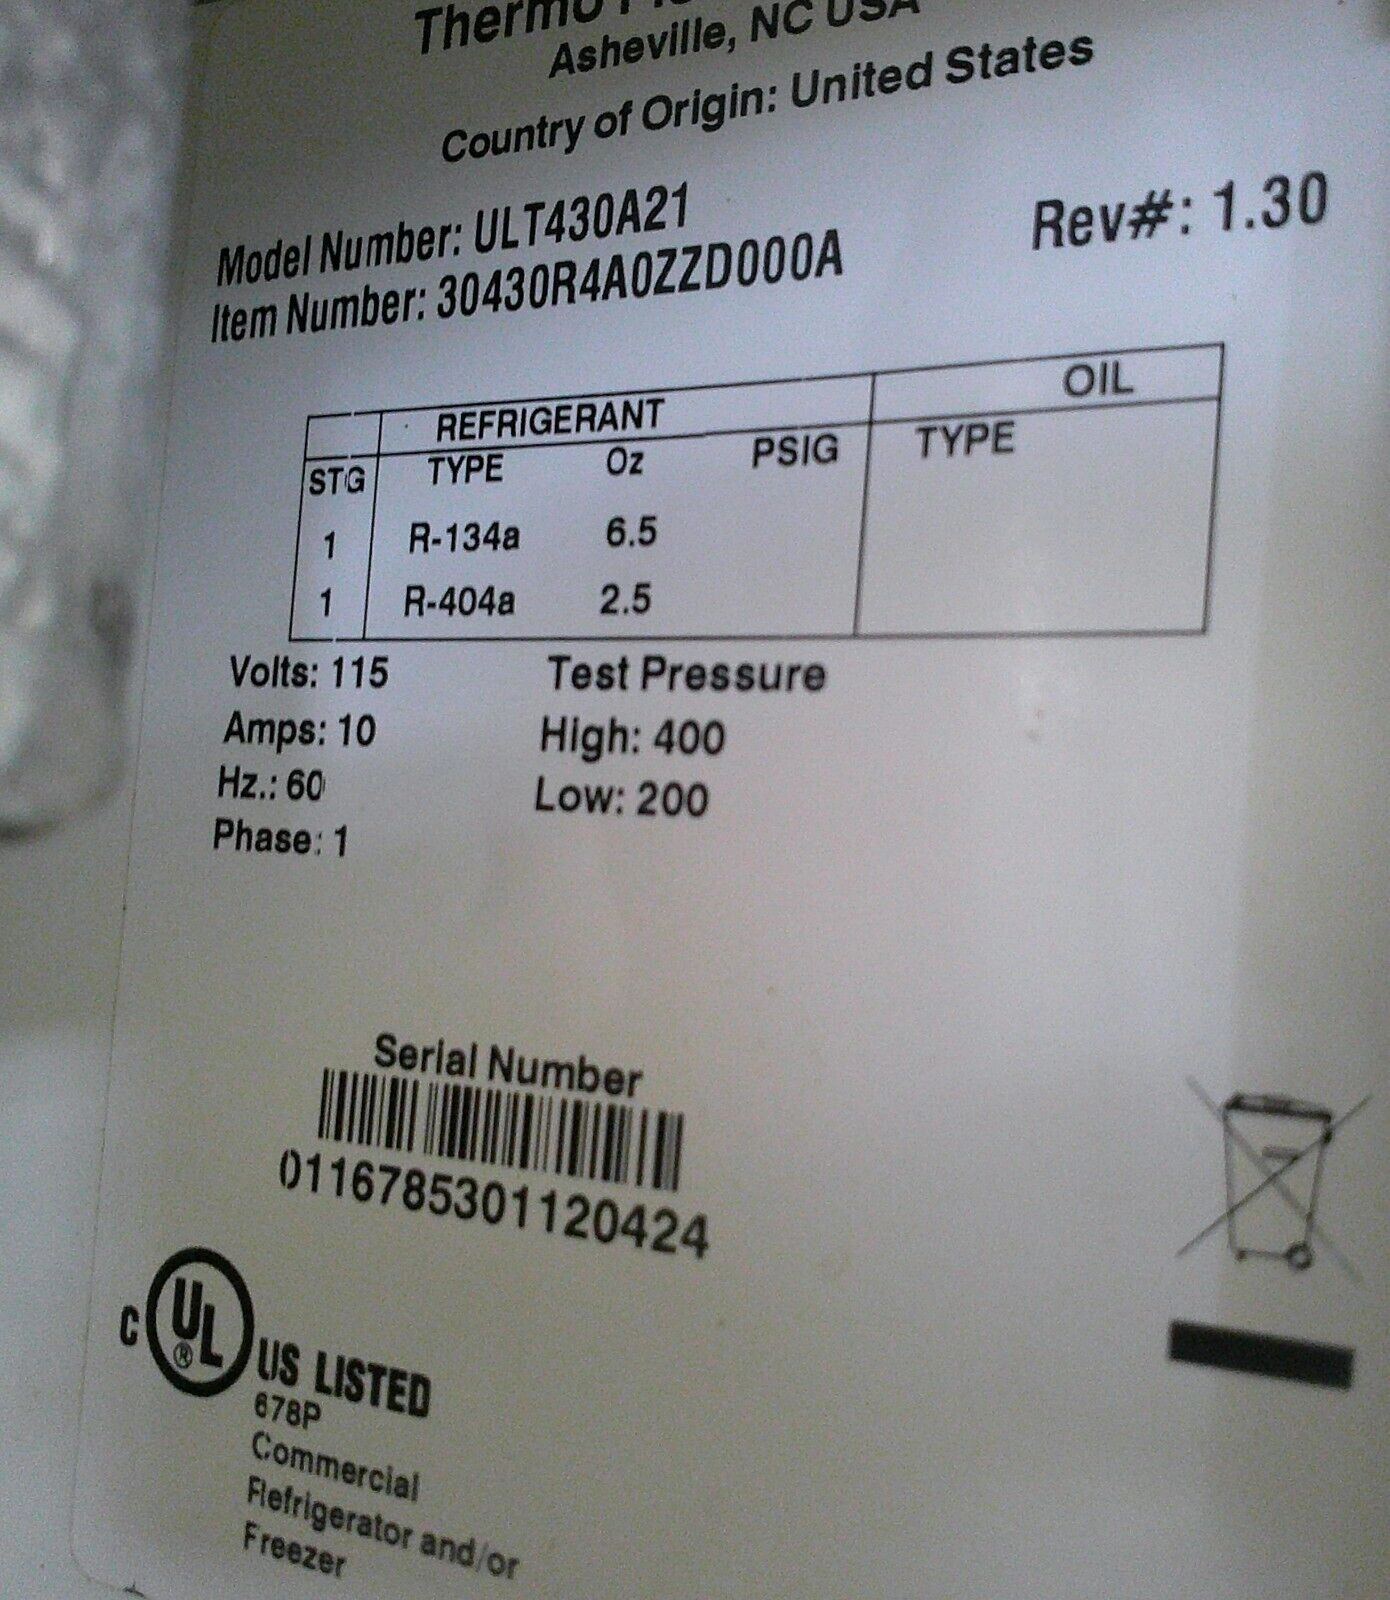 Thermo
Asheville, NC USA
Country of Origin: United States
Model Number: ULT430A21
Rev#: 1.30
Item Number: 30430R4A0ZZD000A
REFRIGERANT OIL
STG TYPE Oz PSIG TYPE
1 R-134a 6.5
1 R-404a 2.5
Volts: 115 Test Pressure
Amps: 10 High: 400
Hz.: 60 Low: 200
Phase: 1
Serial Number
0116785301120424
C UL® US LISTED
678P
Commercial
Refrigerator and/or
Freezer